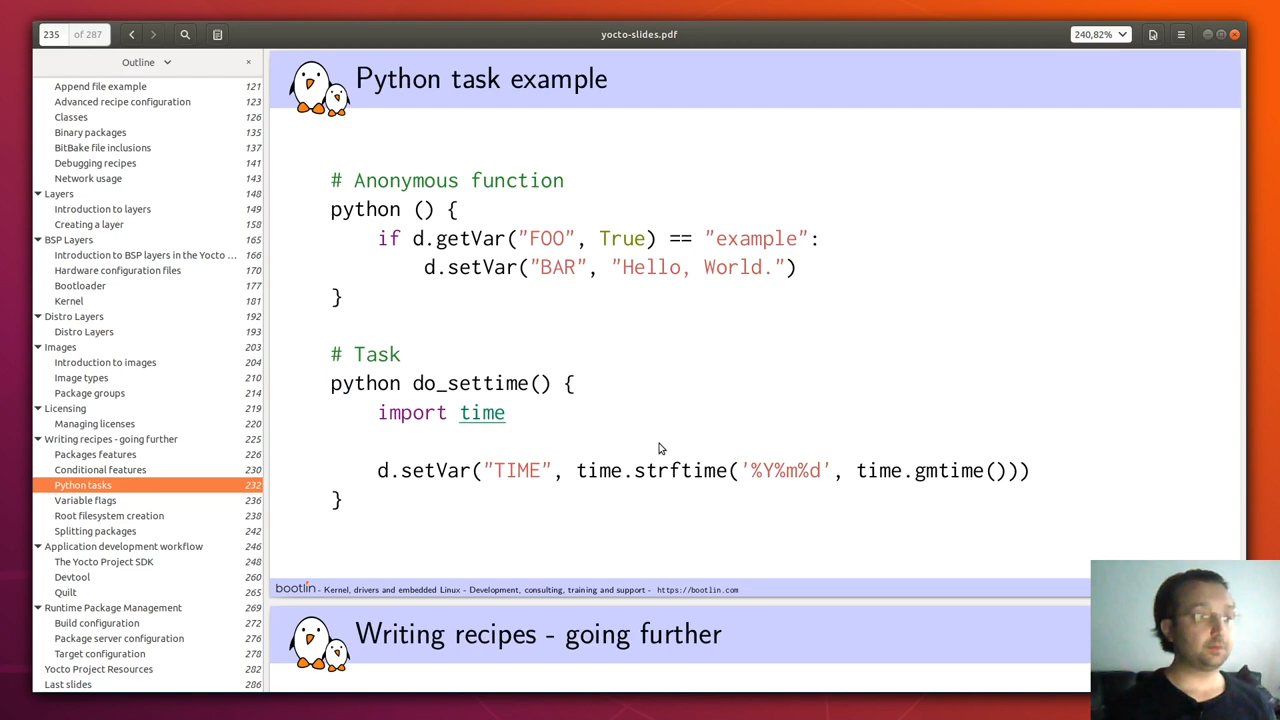 235 of 287
yocto-slides.pdf
240,82%
Outline
Append file example 121
Advanced recipe configuration 123
Classes 126
Binary packages 135
BitBake file inclusions 137
Debugging recipes 141
Network usage 143
Layers 148
Introduction to layers 149
Creating a layer 158
BSP Layers 165
Introduction to BSP layers in the Yocto ... 166
Hardware configuration files 170
Bootloader 177
Kernel 181
Distro Layers 192
Distro Layers 193
Images 203
Introduction to images 204
Image types 210
Package groups 214
Licensing 219
Managing licenses 220
Writing recipes - going further 225
Packages features 226
Conditional features 230
Python tasks 232
Variable flags 236
Root filesystem creation 238
Splitting packages 242
Application development workflow 246
The Yocto Project SDK 248
Devtool 260
Quilt 265
Runtime Package Management 269
Build configuration 272
Package server configuration 276
Target configuration 278
Yocto Project Resources 282
Last slides 286
Python task example
# Anonymous function
python () {
if d.getVar("FOO", True) == "example":
d.setVar("BAR", "Hello, World.")
}
# Task
python do_settime() {
import time
d.setVar("TIME", time.strftime('%Y%m%d', time.gmtime()))
}
bootlin - Kernel, drivers and embedded Linux - Development, consulting, training and support - https://bootlin.com
Writing recipes - going further